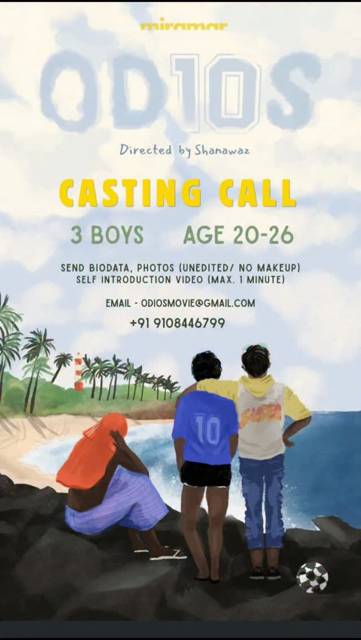 miramar
OD10S
Directed by Shanawaz
CASTING CALL
3 BOYS AGE 20-26
SEND BIODATA, PHOTOS (UNEDITED/ NO MAKEUP)
SELF INTRODUCTION VIDEO (MAX. 1 MINUTE)
EMAIL - ODIOSMOVIE@GMAIL.COM
+91 9108446799
10